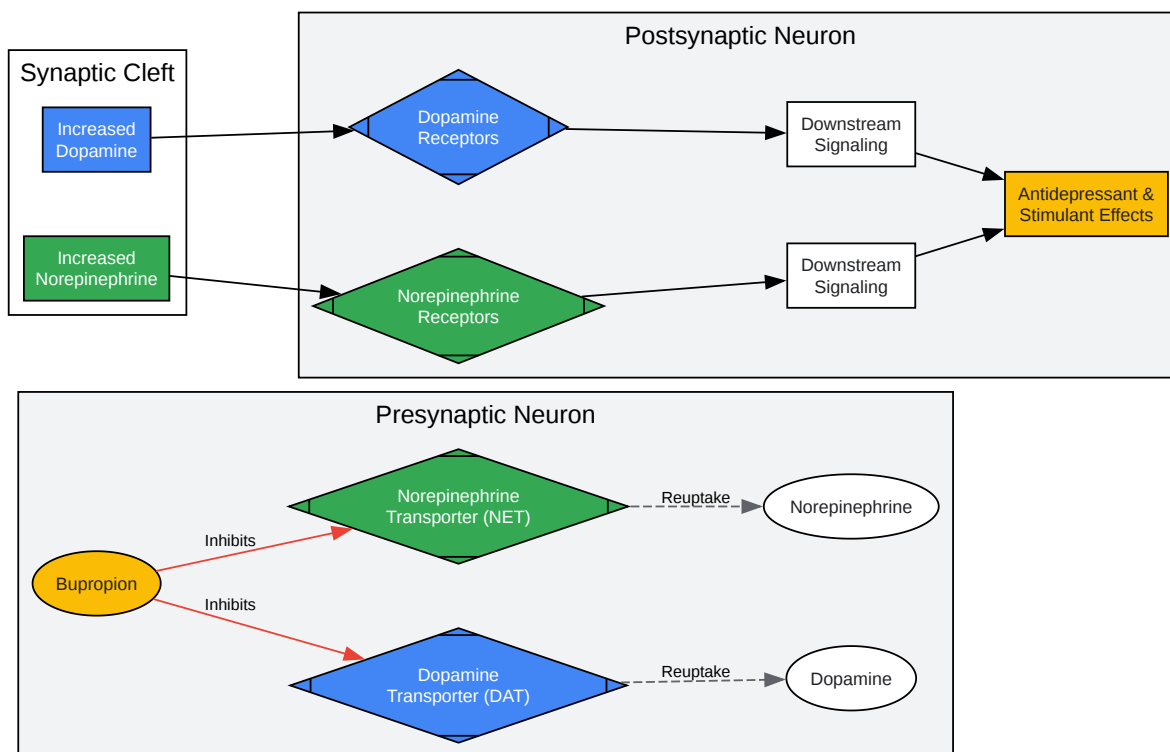 Postsynaptic Neuron
Synaptic Cleft
Increased
Dopamine
Dopamine
Receptors
Downstream
Signaling
Antidepressant &
Stimulant Effects
Increased
Norepinephrine
Norepinephrine
Receptors
Downstream
Signaling
Presynaptic Neuron
Norepinephrine
Transporter (NET)
Reuptake
Norepinephrine
Inhibits
Bupropion
Inhibits
Dopamine
Transporter (DAT)
Reuptake
Dopamine